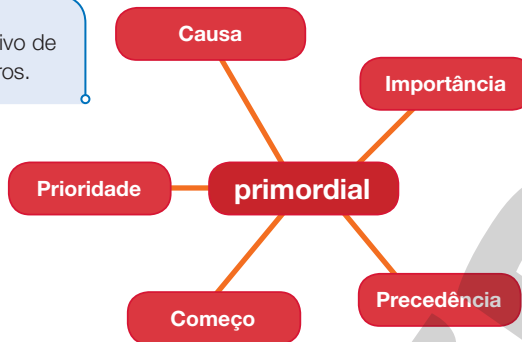 ivo de
ros.
Causa
Importância
Prioridade
primordial
Começo
Precedência